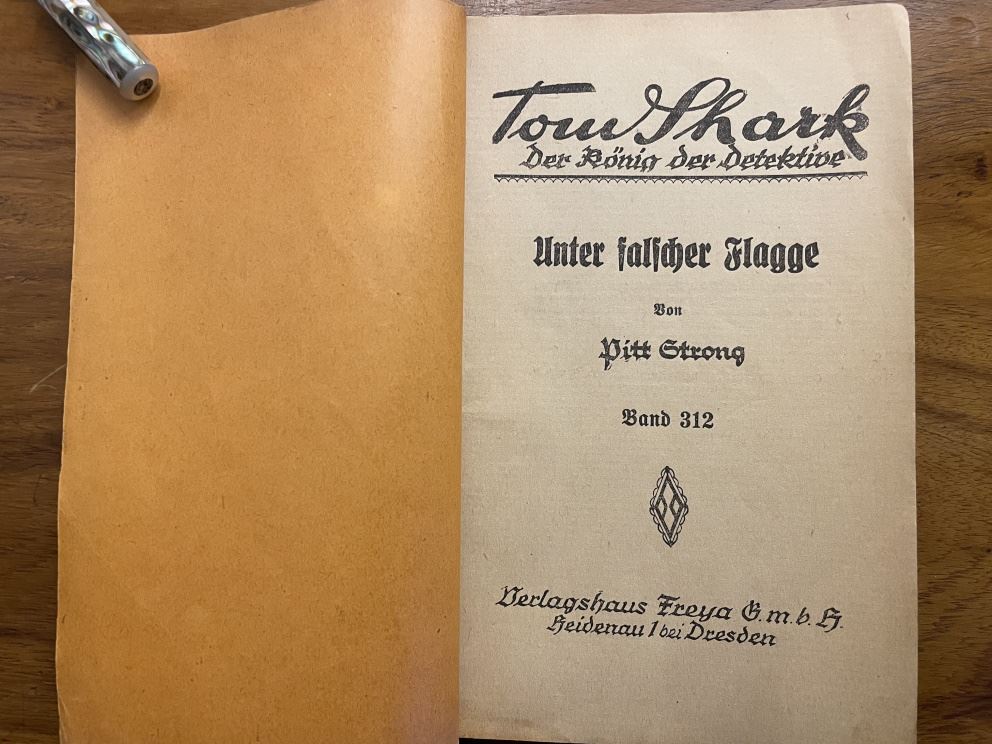 Tom Shark
Der König der Detektive
Unter falscher Flagge
Von
Pitt Strong
Band 312
Verlagshaus Freya G.m.b.H.
Heidenau 1 bei Dresden